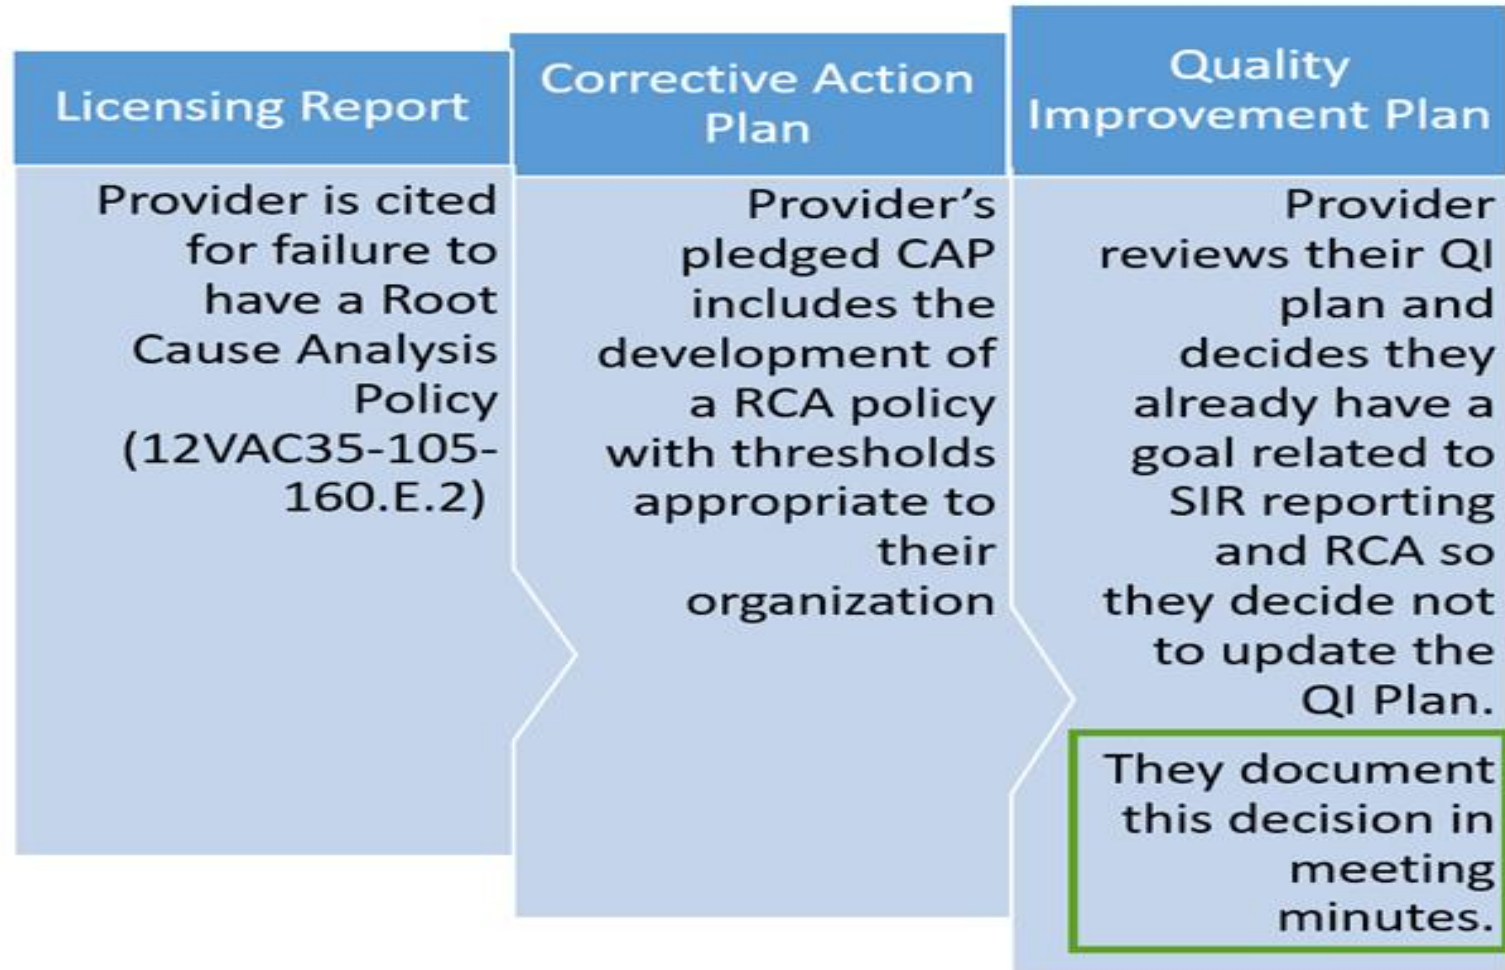 Licensing Report
Provider is cited
for failure to
have a Root
Cause Analysis
Policy
(12VAC35-105-
160.E.2)
Corrective Action
Plan
Provider’s
pledged CAP
includes the
development of
a RCA policy
with thresholds
appropriate to
their
organization
Quality
Improvement Plan
Provider
reviews their QI
plan and
decides they
already have a
goal related to
SIR reporting
and RCA so
they decide not
to update the
QI Plan.
They document
this decision in
meeting
minutes.